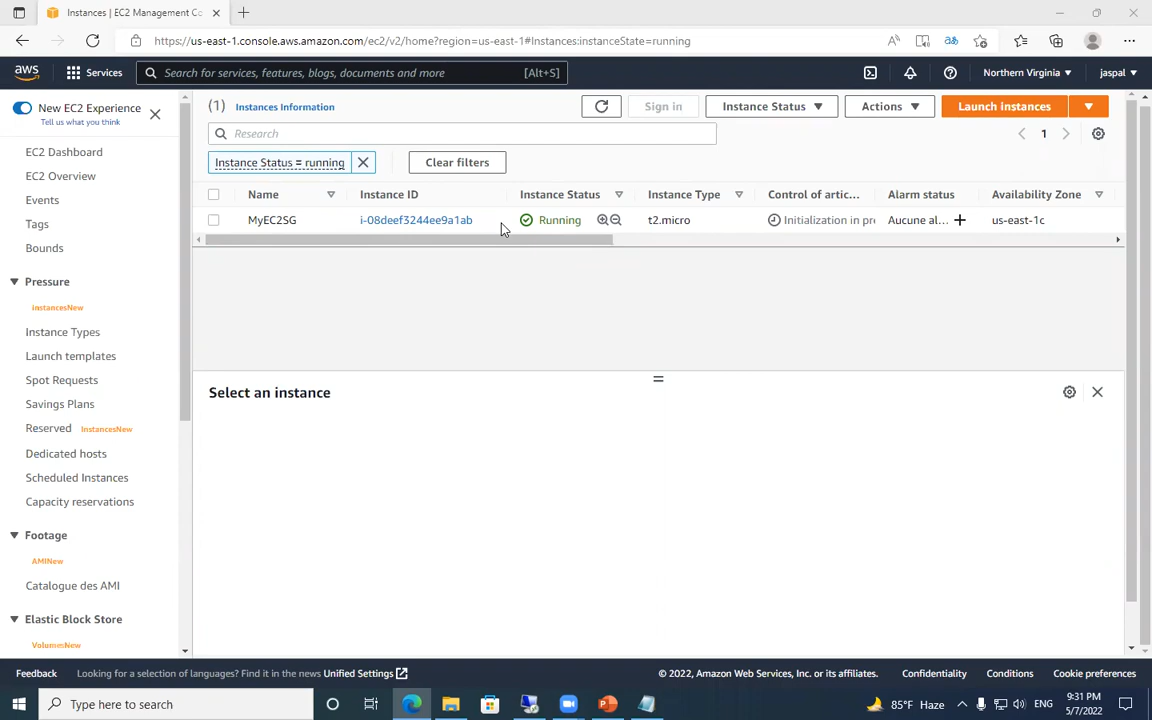 Instances | EC2 Management Co
https://us-east-1.console.aws.amazon.com/ec2/v2/home?region=us-east-1#Instances:instanceState=running
aws
Services
Search for services, features, blogs, documents and more
[Alt+S]
Northern Virginia
jaspal
New EC2 Experience
Tell us what you think
EC2 Dashboard
EC2 Overview
Events
Tags
Bounds
Pressure
InstancesNew
Instance Types
Launch templates
Spot Requests
Savings Plans
Reserved InstancesNew
Dedicated hosts
Scheduled Instances
Capacity reservations
Footage
AMINew
Catalogue des AMI
Elastic Block Store
VolumesNew
(1) Instances Information
Sign in
Instance Status
Actions
Launch instances
Research
1
Instance Status = running
Clear filters
Name Instance ID Instance Status Instance Type Control of artic... Alarm status Availability Zone
MyEC2SG i-08deef3244ee9a1ab Running t2.micro Initialization in pr Aucune al... us-east-1c
Select an instance
Feedback Looking for a selection of languages? Find it in the news Unified Settings © 2022, Amazon Web Services, Inc. or its affiliates. Confidentiality Conditions Cookie preferences
Type here to search
85°F Haze
ENG
9:31 PM
5/7/2022